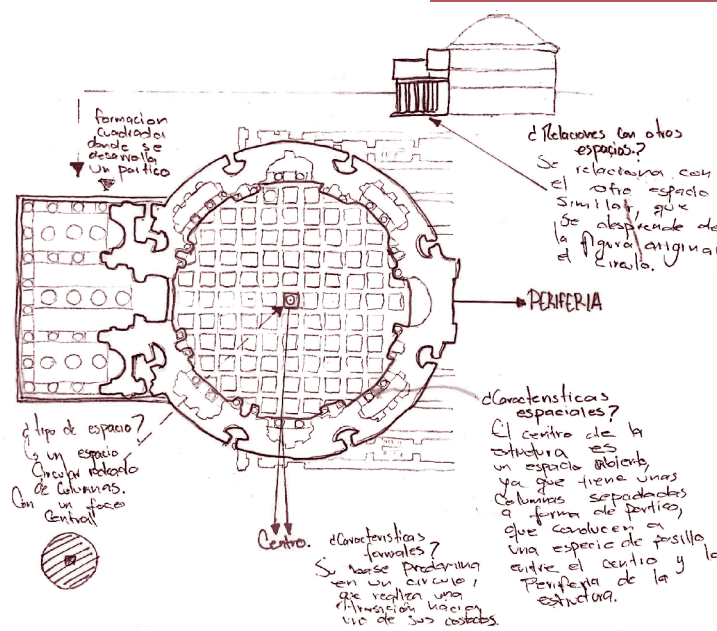 formacion
cuadrada
donde se
desarrolla
un portico
¿Relaciones con otros
espacios.?
Se relaciona con
el otro espacio
similar, que
se desprende de
la figura original
el circulo.
PERIFERIA
¿tipo de espacio?
un espacio
Circular rodeado
de columnas.
Con un foco
Central
Centro.
¿Caracteristicas
formales?
Su base predomina
en un circulo,
que realiza una
transición hacia
uno de sus costados.
¿Caracteristicas
espaciales?
El centro de la
estructura es
un espacio abierto,
ya que tiene unas
columnas separadas
a forma de portico,
que conducen a
una especie de pasillo
entre el centro y la
Periferia de la
estructura.